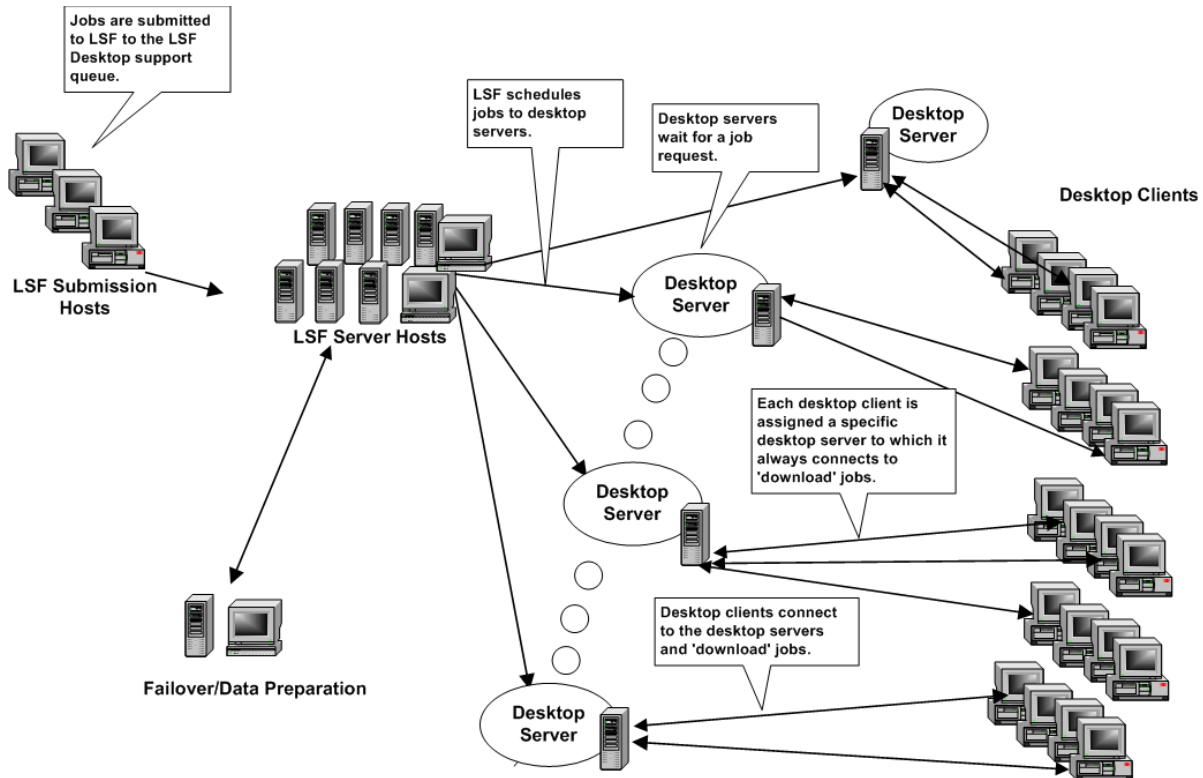 Jobs are submitted
to LSF to the LSF
Desktop support
queue.
LSF schedules
jobs to desktop
servers.
Desktop servers
wait for a job
request.
Desktop
Server
Desktop Clients
LSF Submission
Hosts
LSF Server Hosts
Desktop
Server
Each desktop client is
assigned a specific
desktop server to which it
always connects to
'download' jobs.
Desktop
Server
Desktop clients connect
to the desktop servers
and 'download' jobs.
Failover/Data Preparation
Desktop
Server